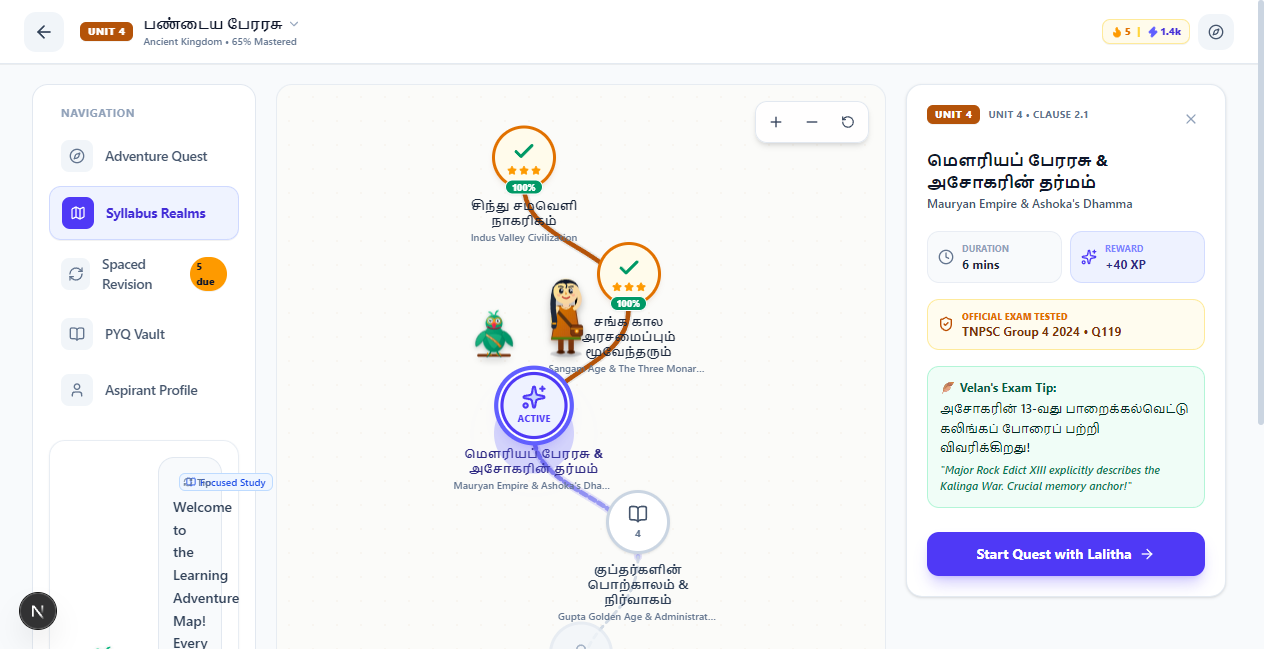 UNIT 4
பண்டைய பேரரசு
Ancient Kingdom • 65% Mastered
5 | 1.4k
NAVIGATION
Adventure Quest
Syllabus Realms
Spaced
Revision
5
due
PYQ Vault
Aspirant Profile
Focused Study
Welcome
to
the
Learning
Adventure
Map!
Every
N
100%
சிந்து சமவெளி
நாகரிகம்
Indus Valley Civilization
100%
சங்க கால
அரசமைப்பும்
மூவேந்தரும்
Sangam Age & The Three Monar...
ACTIVE
மௌரியப் பேரரசு &
அசோகரின் தர்மம்
Mauryan Empire & Ashoka's Dha...
4
குப்தர்களின்
பொற்காலம் &
நிர்வாகம்
Gupta Golden Age & Administrat...
UNIT 4
UNIT 4 • CLAUSE 2.1
மௌரியப் பேரரசு &
அசோகரின் தர்மம்
Mauryan Empire & Ashoka's Dhamma
DURATION
6 mins
REWARD
+40 XP
OFFICIAL EXAM TESTED
TNPSC Group 4 2024 • Q119
Velan's Exam Tip:
அசோகரின் 13-வது பாறைக்கல்வெட்டு
கலிங்கப் போரைப் பற்றி
விவரிக்கிறது!
"Major Rock Edict XIII explicitly describes the
Kalinga War. Crucial memory anchor!"
Start Quest with Lalitha →